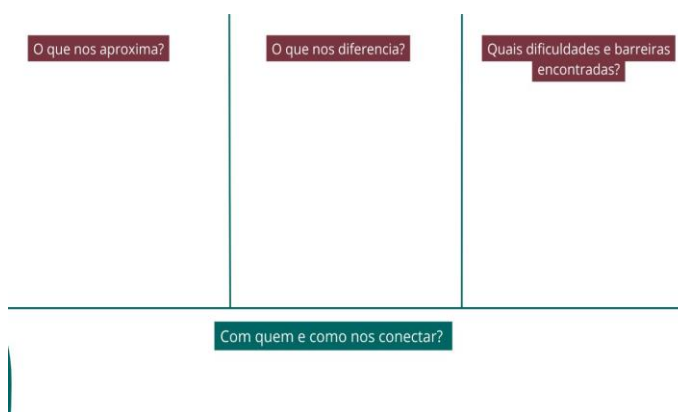 O que nos aproxima?
O que nos diferencia?
Quais dificuldades e barreiras
encontradas?
Com quem e como nos conectar?